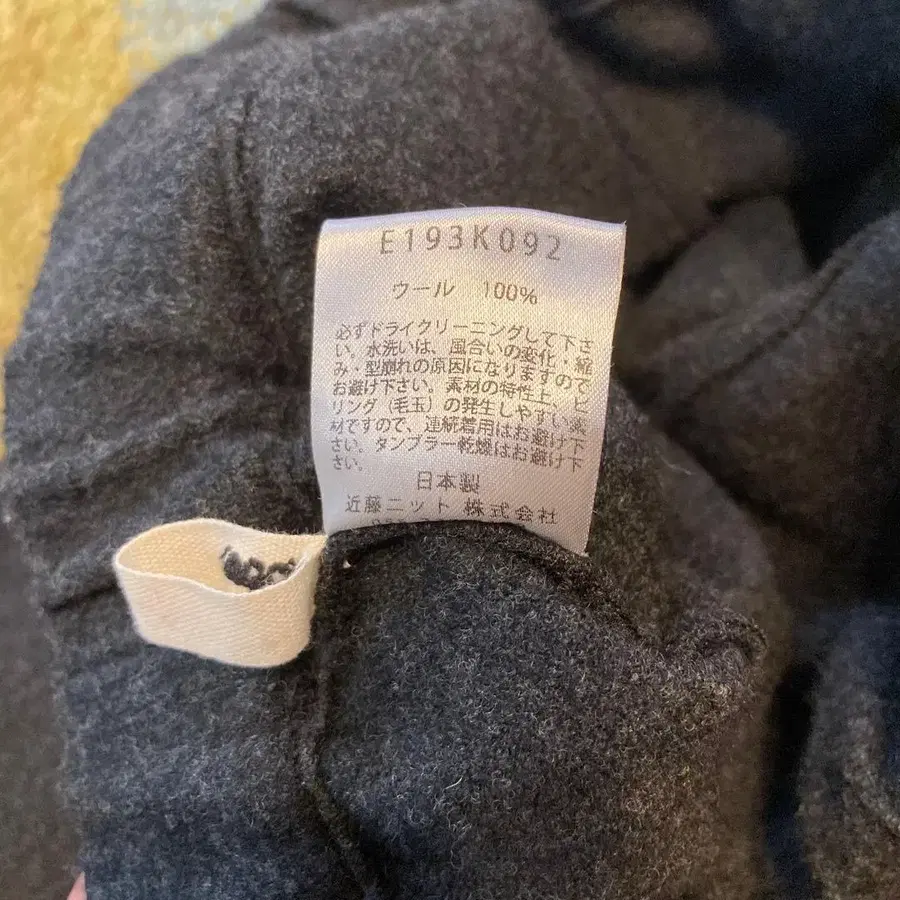 E193K092
ウール 100%
必ずドライクリーニングして下さ
い。水洗いは、風合いの変化・縮
み・型崩れの原因になりますので
お避け下さい。素材の特性上、ピ
リング（毛玉）の発生しやすい素
材ですので、連続着用はお避け下
さい。タンブラー乾燥はお避け下
さい。
日本製
近藤ニット 株式会社